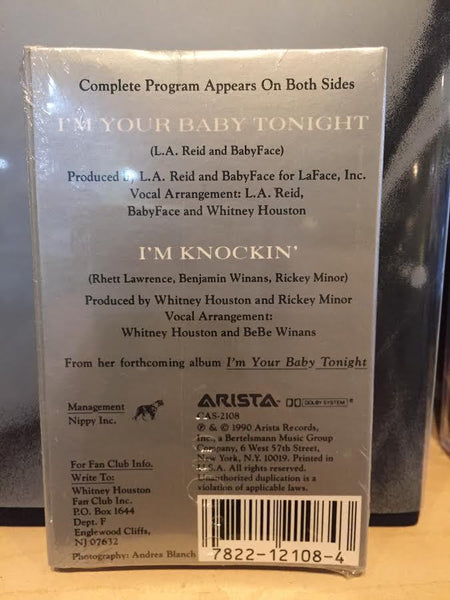 Complete Program Appears On Both Sides
I'M YOUR BABY TONIGHT
(L.A. Reid and BabyFace)
Produced by L.A. Reid and BabyFace for LaFace, Inc.
Vocal Arrangement: L.A. Reid,
BabyFace and Whitney Houston
I'M KNOCKIN'
(Rhett Lawrence, Benjamin Winans, Rickey Minor)
Produced by Whitney Houston and Rickey Minor
Vocal Arrangement:
Whitney Houston and BeBe Winans
From her forthcoming album I'm Your Baby Tonight
Management
Nippy Inc.
For Fan Club Info.
Write To:
Whitney Houston
Fan Club Inc.
P.O. Box 1644
Dept. F
Englewood Cliffs,
NJ 07632
Photography: Andrea Blanch
ARISTA DOLBY SYSTEM ®
CAS-2108
℗ & © 1990 Arista Records,
Inc., a Bertelsmann Music Group
Company, 6 West 57th Street,
New York, N.Y. 10019. Printed in
U.S.A. All rights reserved.
Unauthorized duplication is a
violation of applicable laws.
7822-12108-4